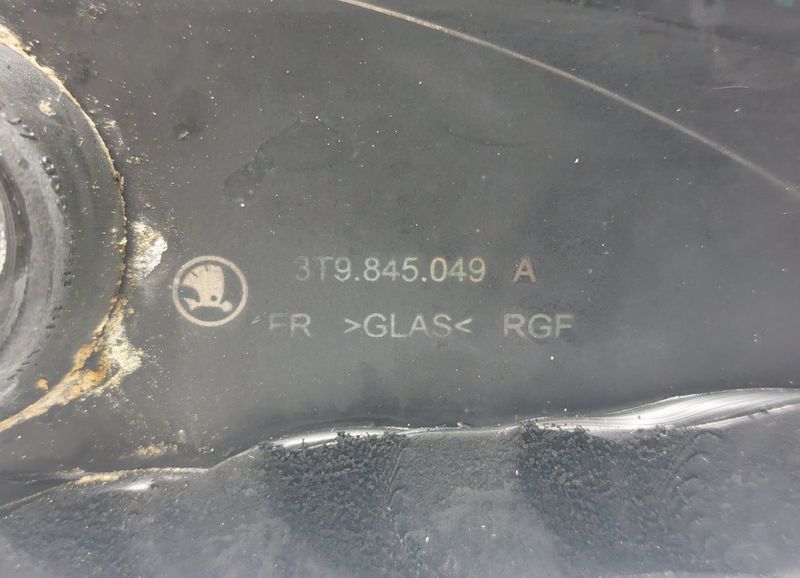 3T9.845.049 A
FR >GLAS< RGF